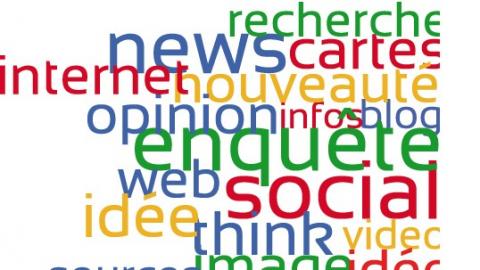 recherche
news cartes
internet nouveauté
opinion infos blog
enquête
web social
idée
think video
sources image idée